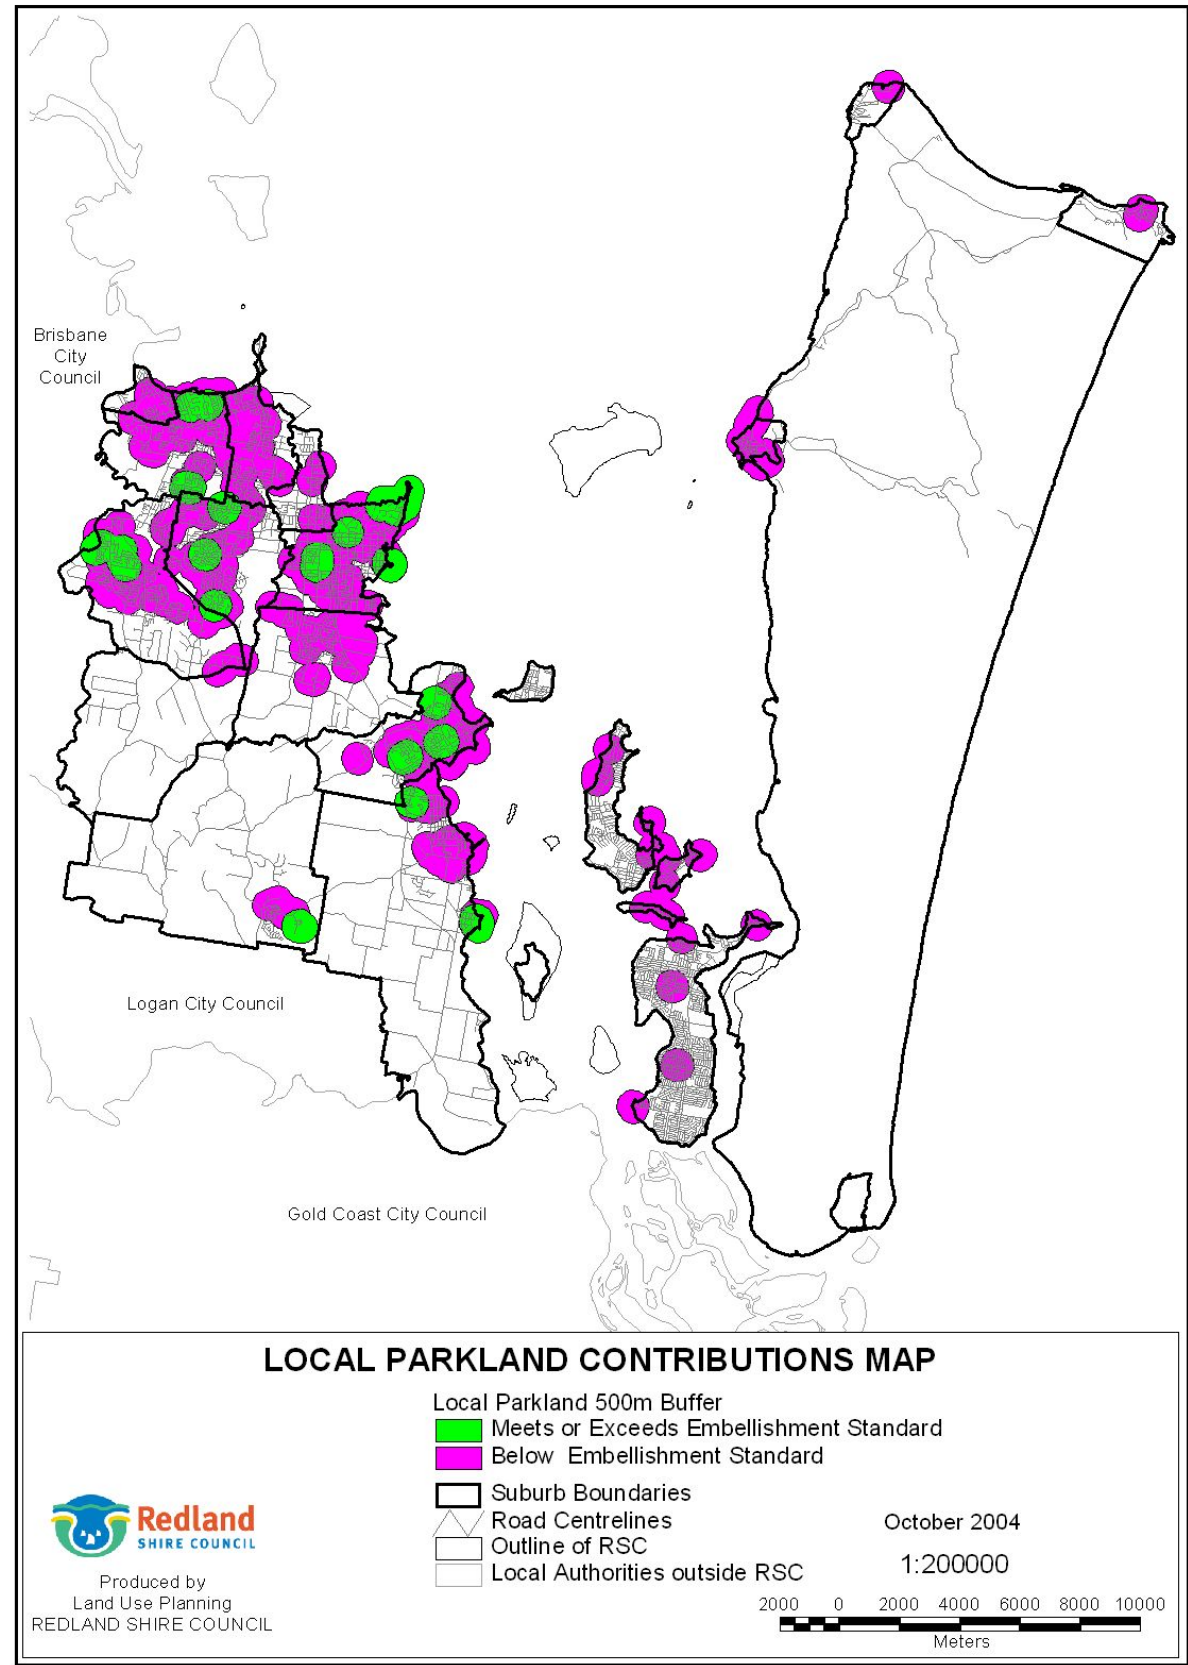 Brisbane
City
Council
Logan City Council
Gold Coast City Council
LOCAL PARKLAND CONTRIBUTIONS MAP
Local Parkland 500m Buffer
Meets or Exceeds Embellishment Standard
Below Embellishment Standard
Suburb Boundaries
Road Centrelines
Outline of RSC
Local Authorities outside RSC
Redland
SHIRE COUNCIL
Produced by
Land Use Planning
REDLAND SHIRE COUNCIL
October 2004
1:200000
2000 0 2000 4000 6000 8000 10000
Meters